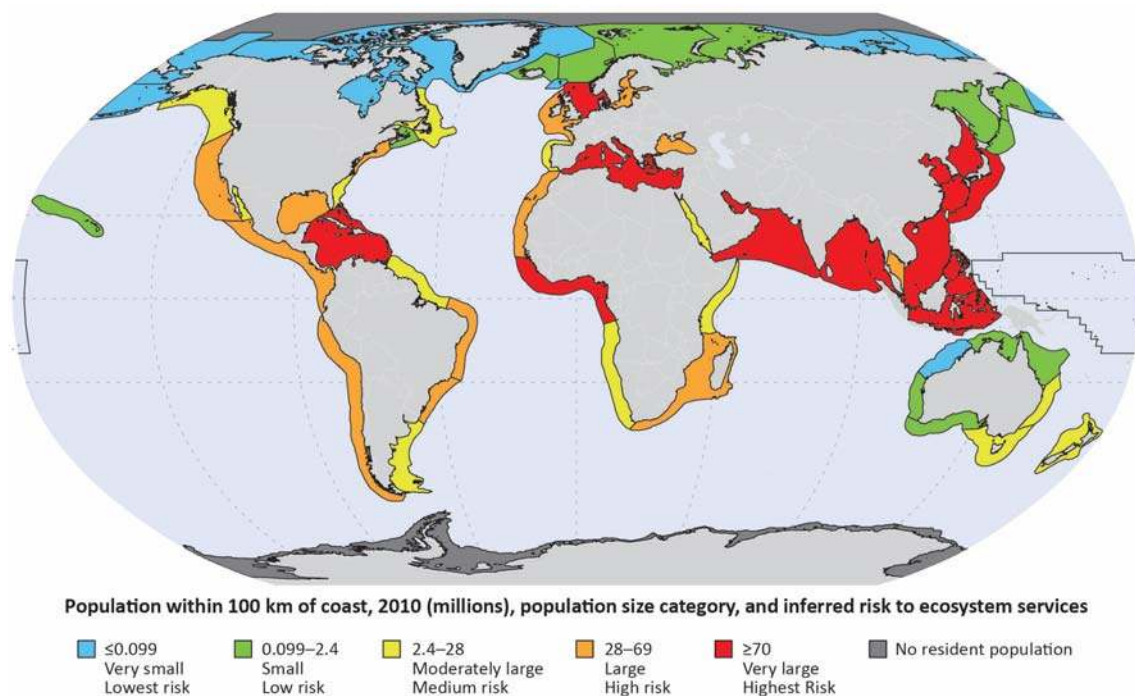 Population within 100 km of coast, 2010 (millions), population size category, and inferred risk to ecosystem services
≤0.099
Very small
Lowest risk
0.099–2.4
Small
Low risk
2.4–28
Moderately large
Medium risk
28–69
Large
High risk
≥70
Very large
Highest Risk
No resident population